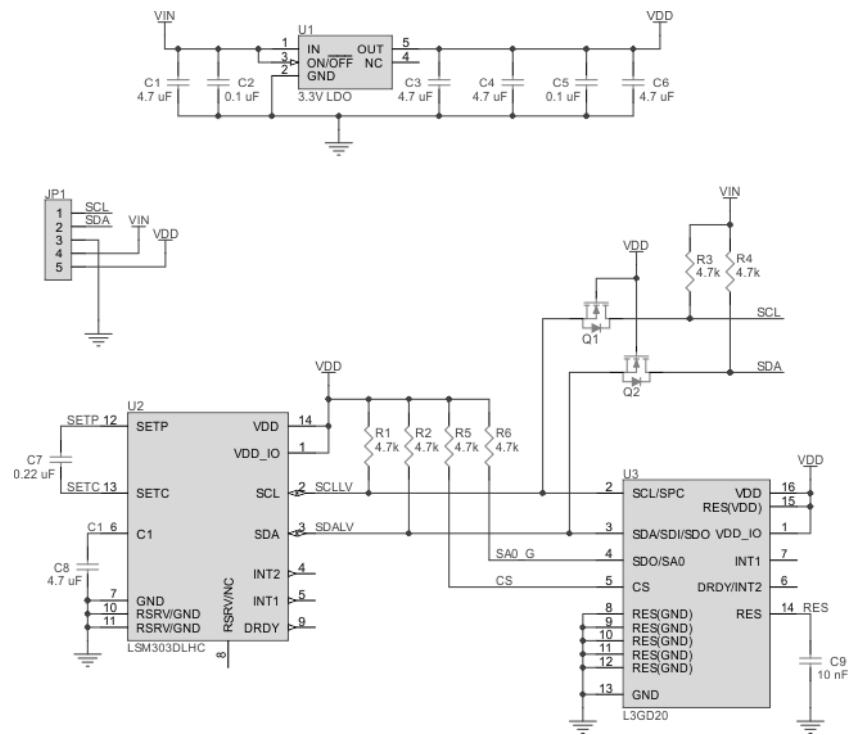 VIN
VDD
U1
1 IN OUT 5
3 ON/OFF NC 4
2 GND
3.3V LDO
C1
4.7 uF
C2
0.1 uF
C3
4.7 uF
C4
4.7 uF
C5
0.1 uF
C6
4.7 uF
JP1
1 SCL
2 SDA
3
4
5
VIN
VDD
VIN
VDD
R3
4.7k
R4
4.7k
SCL
Q1
SDA
Q2
VDD
U2
SETP 12 SETP VDD 14
VDD_IO 1
C7
0.22 uF
SETC 13 SETC SCL 2 SCLLV
C1 6 C1 SDA 3 SDALV
C8
4.7 uF
INT2 4
7 GND INT1 5
10 RSRV/GND
11 RSRV/GND DRDY 9
RSRV/NC
8
LSM303DLHC
R1
4.7k
R2
4.7k
R5
4.7k
R6
4.7k
SA0_G
CS
U3
VDD
2 SCL/SPC VDD 16
RES(VDD) 15
3 SDA/SDI/SDO VDD_IO 1
4 SDO/SA0 INT1 7
5 CS DRDY/INT2 6
8 RES(GND) RES 14 RES
9 RES(GND)
10 RES(GND)
11 RES(GND)
12 RES(GND)
13 GND
L3GD20
C9
10 nF